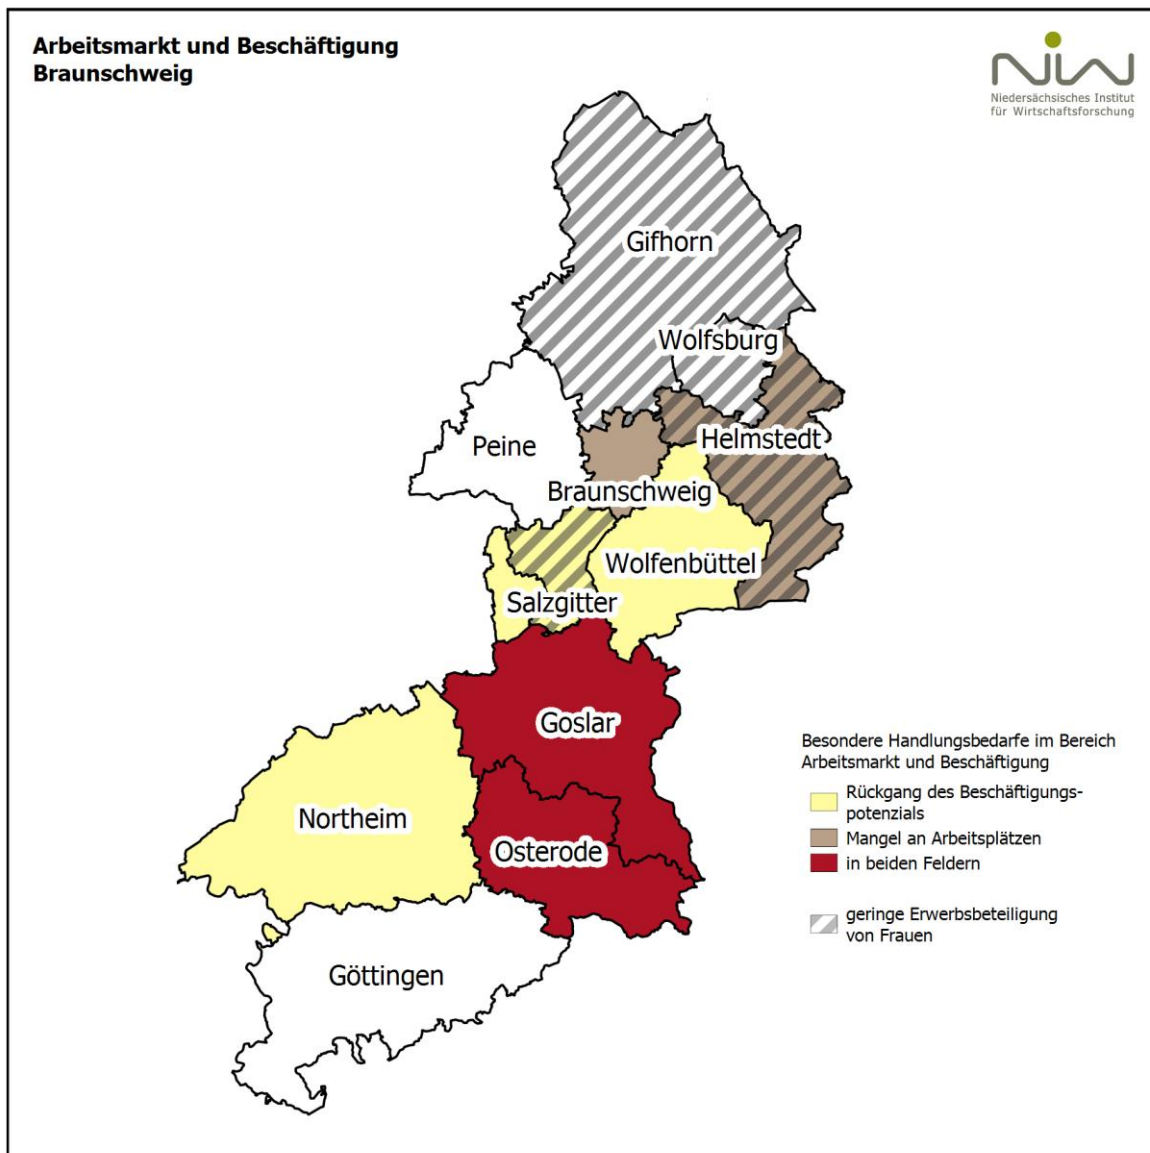 Arbeitsmarkt und Beschäftigung
Braunschweig
NIW
Niedersächsisches Institut
für Wirtschaftsforschung
Gifhorn
Wolfsburg
Peine
Helmstedt
Braunschweig
Wolfenbüttel
Salzgitter
Goslar
Northeim
Osterode
Göttingen
Besondere Handlungsbedarfe im Bereich
Arbeitsmarkt und Beschäftigung
Rückgang des Beschäftigungs-
potenzials
Mangel an Arbeitsplätzen
in beiden Feldern
geringe Erwerbsbeteiligung
von Frauen